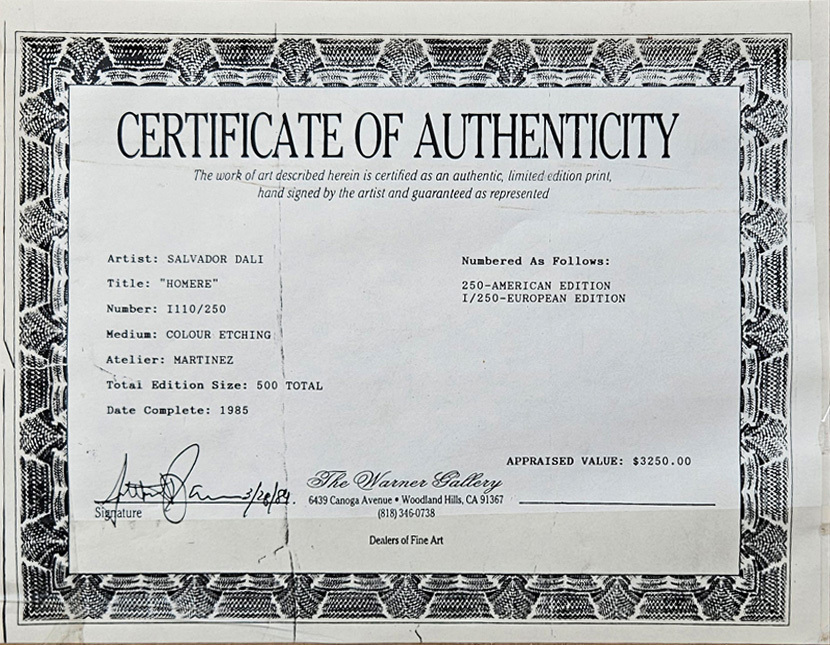 CERTIFICATE OF AUTHENTICITY
The work of art described herein is certified as an authentic, limited edition print,
hand signed by the artist and guaranteed as represented
Artist: SALVADOR DALI
Title: "HOMERE"
Number: I110/250
Medium: COLOUR ETCHING
Atelier: MARTINEZ
Total Edition Size: 500 TOTAL
Date Complete: 1985
Numbered As Follows:
250-AMERICAN EDITION
I/250-EUROPEAN EDITION
APPRAISED VALUE: $3250.00
Signature
The Warner Gallery
6439 Canoga Avenue • Woodland Hills, CA 91367
(818) 346-0738
Dealers of Fine Art